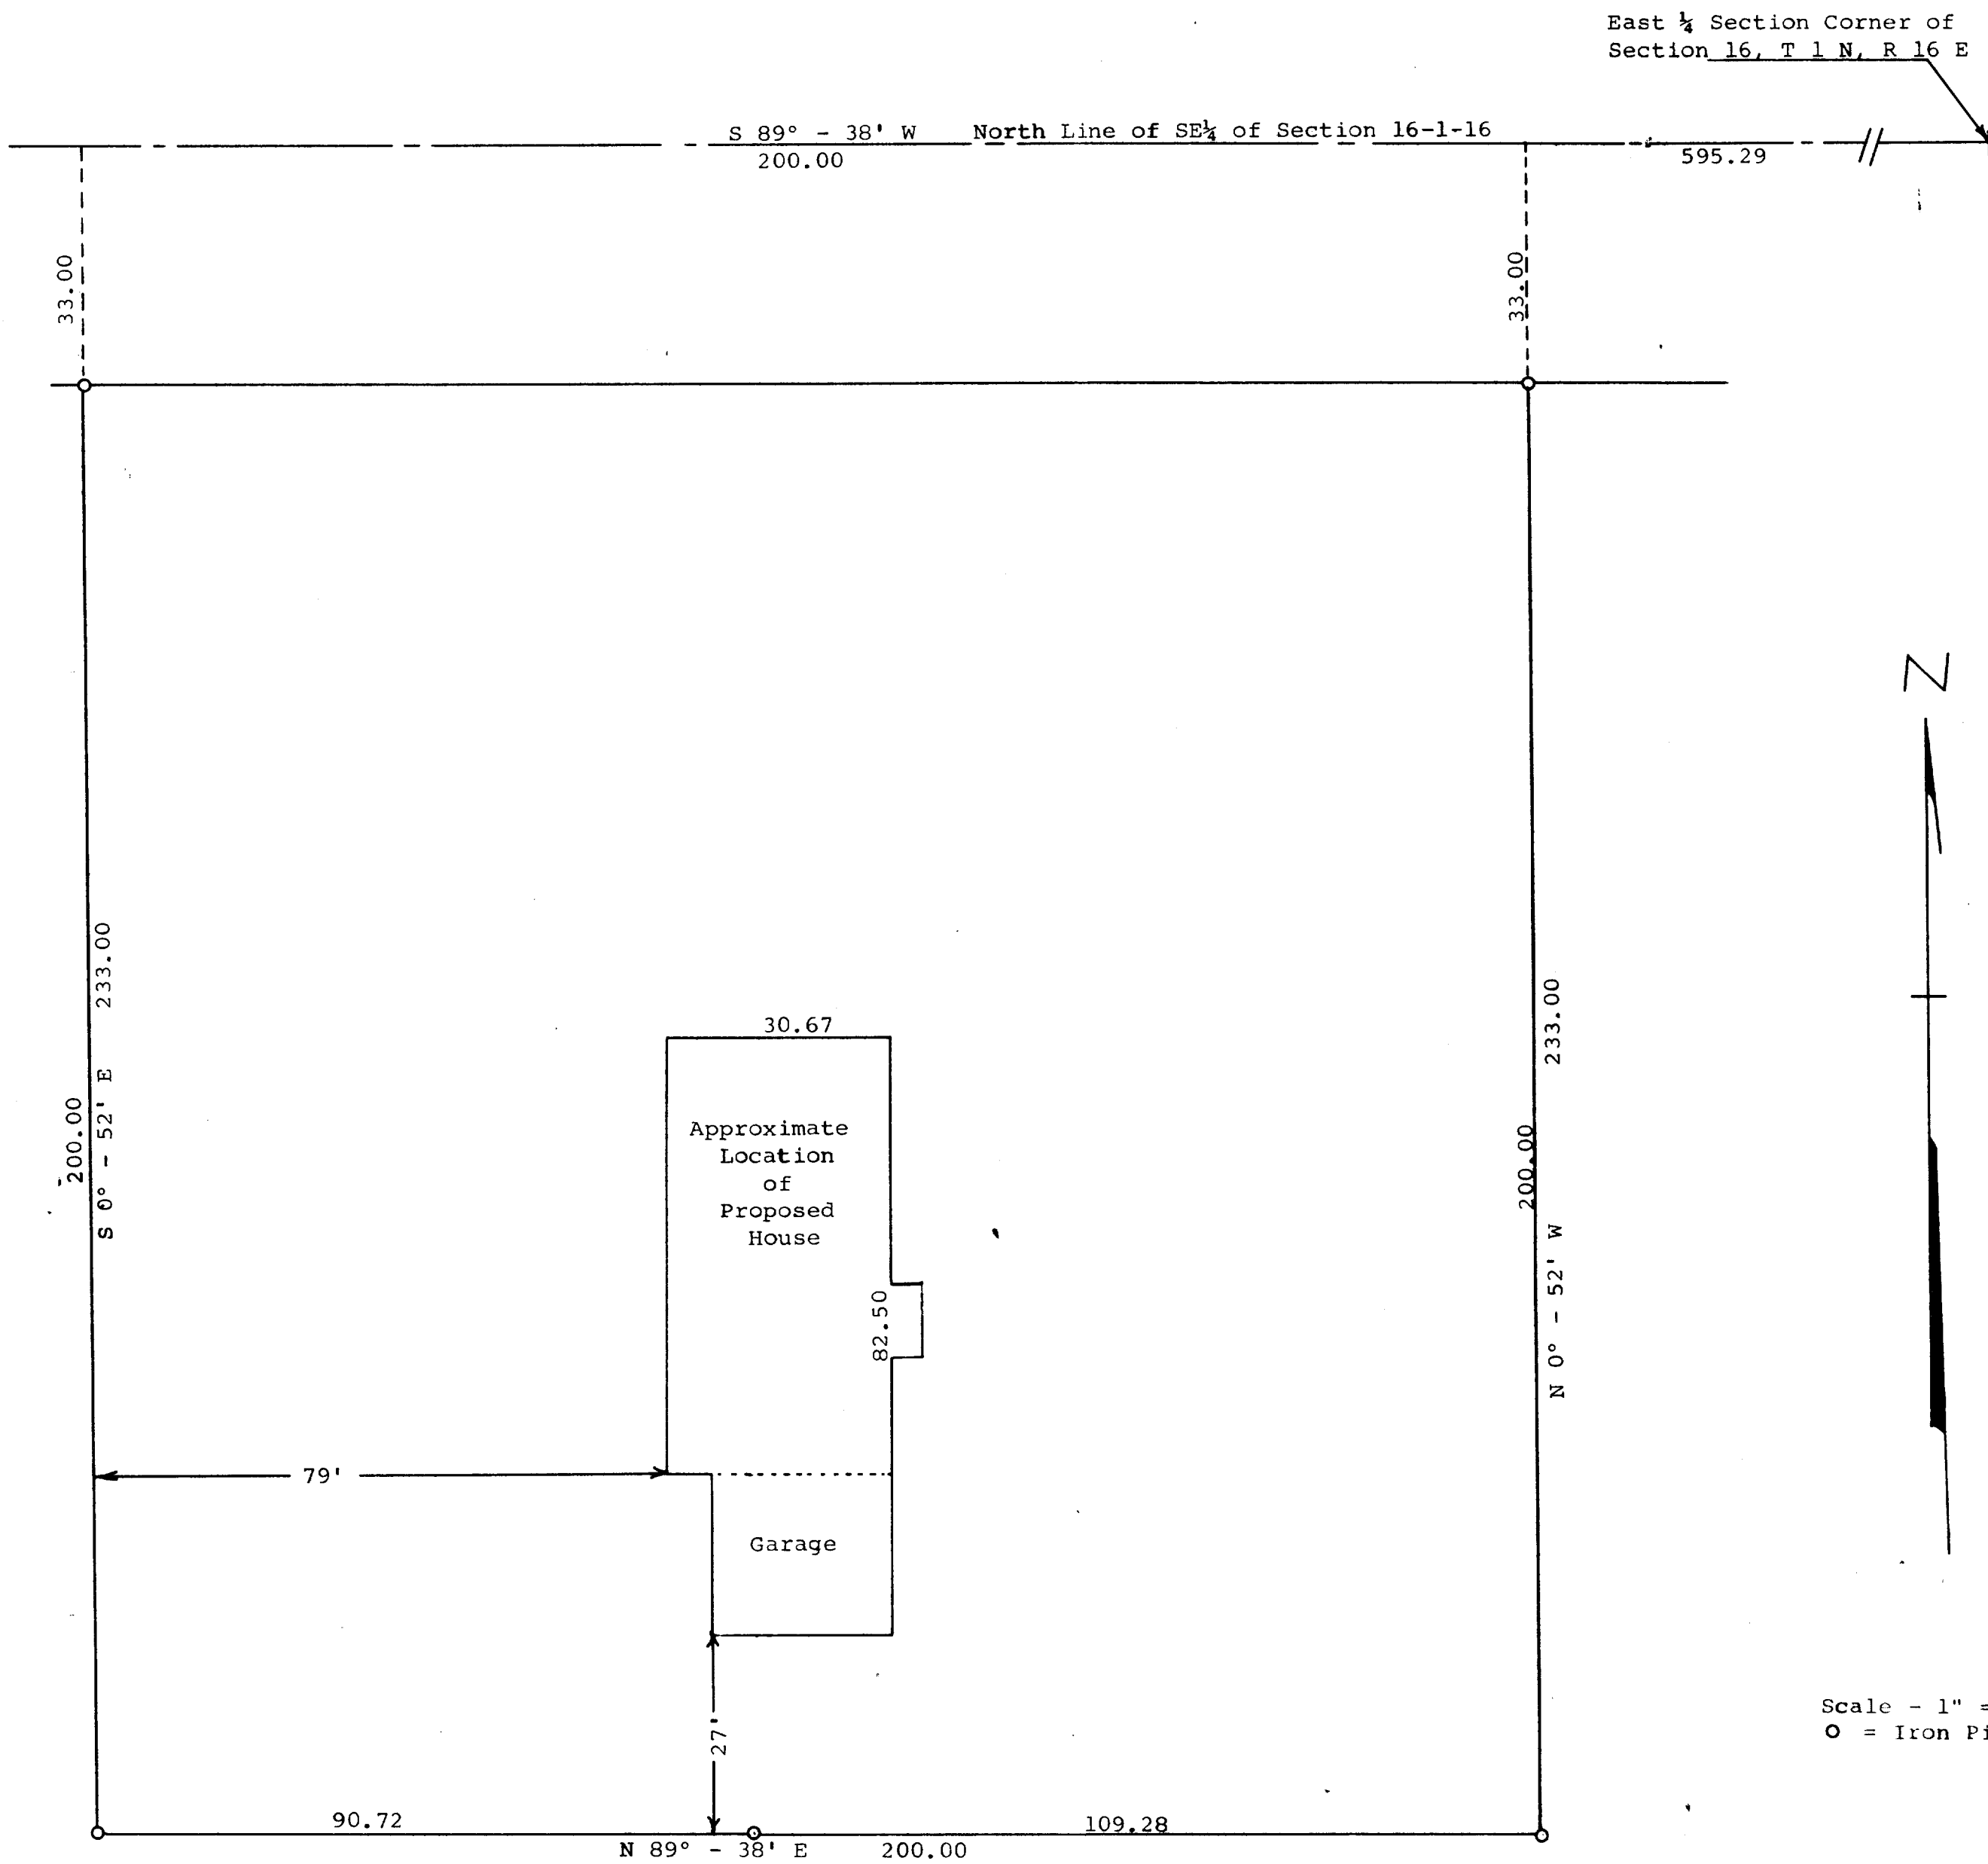 East ¼ Section Corner of
Section 16, T 1 N, R 16 E
S 89° - 38' W North Line of SE¼ of Section 16-1-16
200.00
595.29
33.00
33.00
N
200.00
S 0° - 52' E 233.00
30.67
Approximate
Location
of
Proposed
House
82.50
200.00
N 0° - 52' W 233.00
79'
Garage
27'
Scale - 1" =
= Iron Pi
90.72
109.28
N 89° - 38' E 200.00